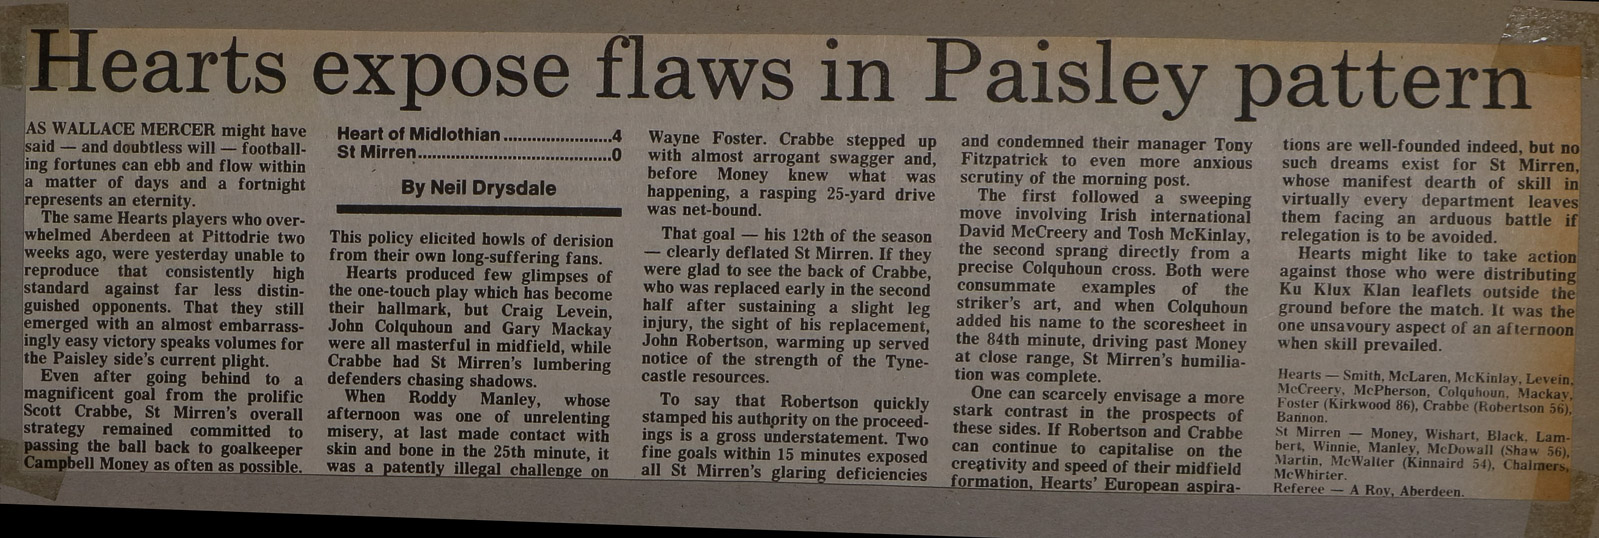 Hearts expose flaws in Paisley pattern
AS WALLACE MERCER might have
said — and doubtless will — football-
ing fortunes can ebb and flow within
a matter of days and a fortnight
represents an eternity.
The same Hearts players who over-
whelmed Aberdeen at Pittodrie two
weeks ago, were yesterday unable to
reproduce that consistently high
standard against far less distin-
guished opponents. That they still
emerged with an almost embarrass-
ingly easy victory speaks volumes for
the Paisley side's current plight.
Even after going behind to a
magnificent goal from the prolific
Scott Crabbe, St Mirren's overall
strategy remained committed to
passing the ball back to goalkeeper
Campbell Money as often as possible.
Heart of Midlothian ........................4
St Mirren..........................................0
By Neil Drysdale
This policy elicited howls of derision
from their own long-suffering fans.
Hearts produced few glimpses of
the one-touch play which has become
their hallmark, but Craig Levein,
John Colquhoun and Gary Mackay
were all masterful in midfield, while
Crabbe had St Mirren's lumbering
defenders chasing shadows.
When Roddy Manley, whose
afternoon was one of unrelenting
misery, at last made contact with
skin and bone in the 25th minute, it
was a patently illegal challenge on
Wayne Foster. Crabbe stepped up
with almost arrogant swagger and,
before Money knew what was
happening, a rasping 25-yard drive
was net-bound.
That goal — his 12th of the season
— clearly deflated St Mirren. If they
were glad to see the back of Crabbe,
who was replaced early in the second
half after sustaining a slight leg
injury, the sight of his replacement,
John Robertson, warming up served
notice of the strength of the Tyne-
castle resources.
To say that Robertson quickly
stamped his authority on the proceed-
ings is a gross understatement. Two
fine goals within 15 minutes exposed
all St Mirren's glaring deficiencies
and condemned their manager Tony
Fitzpatrick to even more anxious
scrutiny of the morning post.
The first followed a sweeping
move involving Irish international
David McCreery and Tosh McKinlay,
the second sprang directly from a
precise Colquhoun cross. Both were
consummate examples of the
striker's art, and when Colquhoun
added his name to the scoresheet in
the 84th minute, driving past Money
at close range, St Mirren's humilia-
tion was complete.
One can scarcely envisage a more
stark contrast in the prospects of
these sides. If Robertson and Crabbe
can continue to capitalise on the
creativity and speed of their midfield
formation, Hearts' European aspira-
tions are well-founded indeed, but no
such dreams exist for St Mirren,
whose manifest dearth of skill in
virtually every department leaves
them facing an arduous battle if
relegation is to be avoided.
Hearts might like to take action
against those who were distributing
Ku Klux Klan leaflets outside the
ground before the match. It was the
one unsavoury aspect of an afternoon
when skill prevailed.
Hearts — Smith, McLaren, McKinlay, Levein,
McCreery, McPherson, Colquhoun, Mackay,
Foster (Kirkwood 86), Crabbe (Robertson 56),
Bannon.
St Mirren — Money, Wishart, Black, Lam-
bert, Winnie, Manley, McDowall (Shaw 56),
Martin, McWalter (Kinnaird 54), Chalmers,
McWhirter.
Referee — A Roy, Aberdeen.